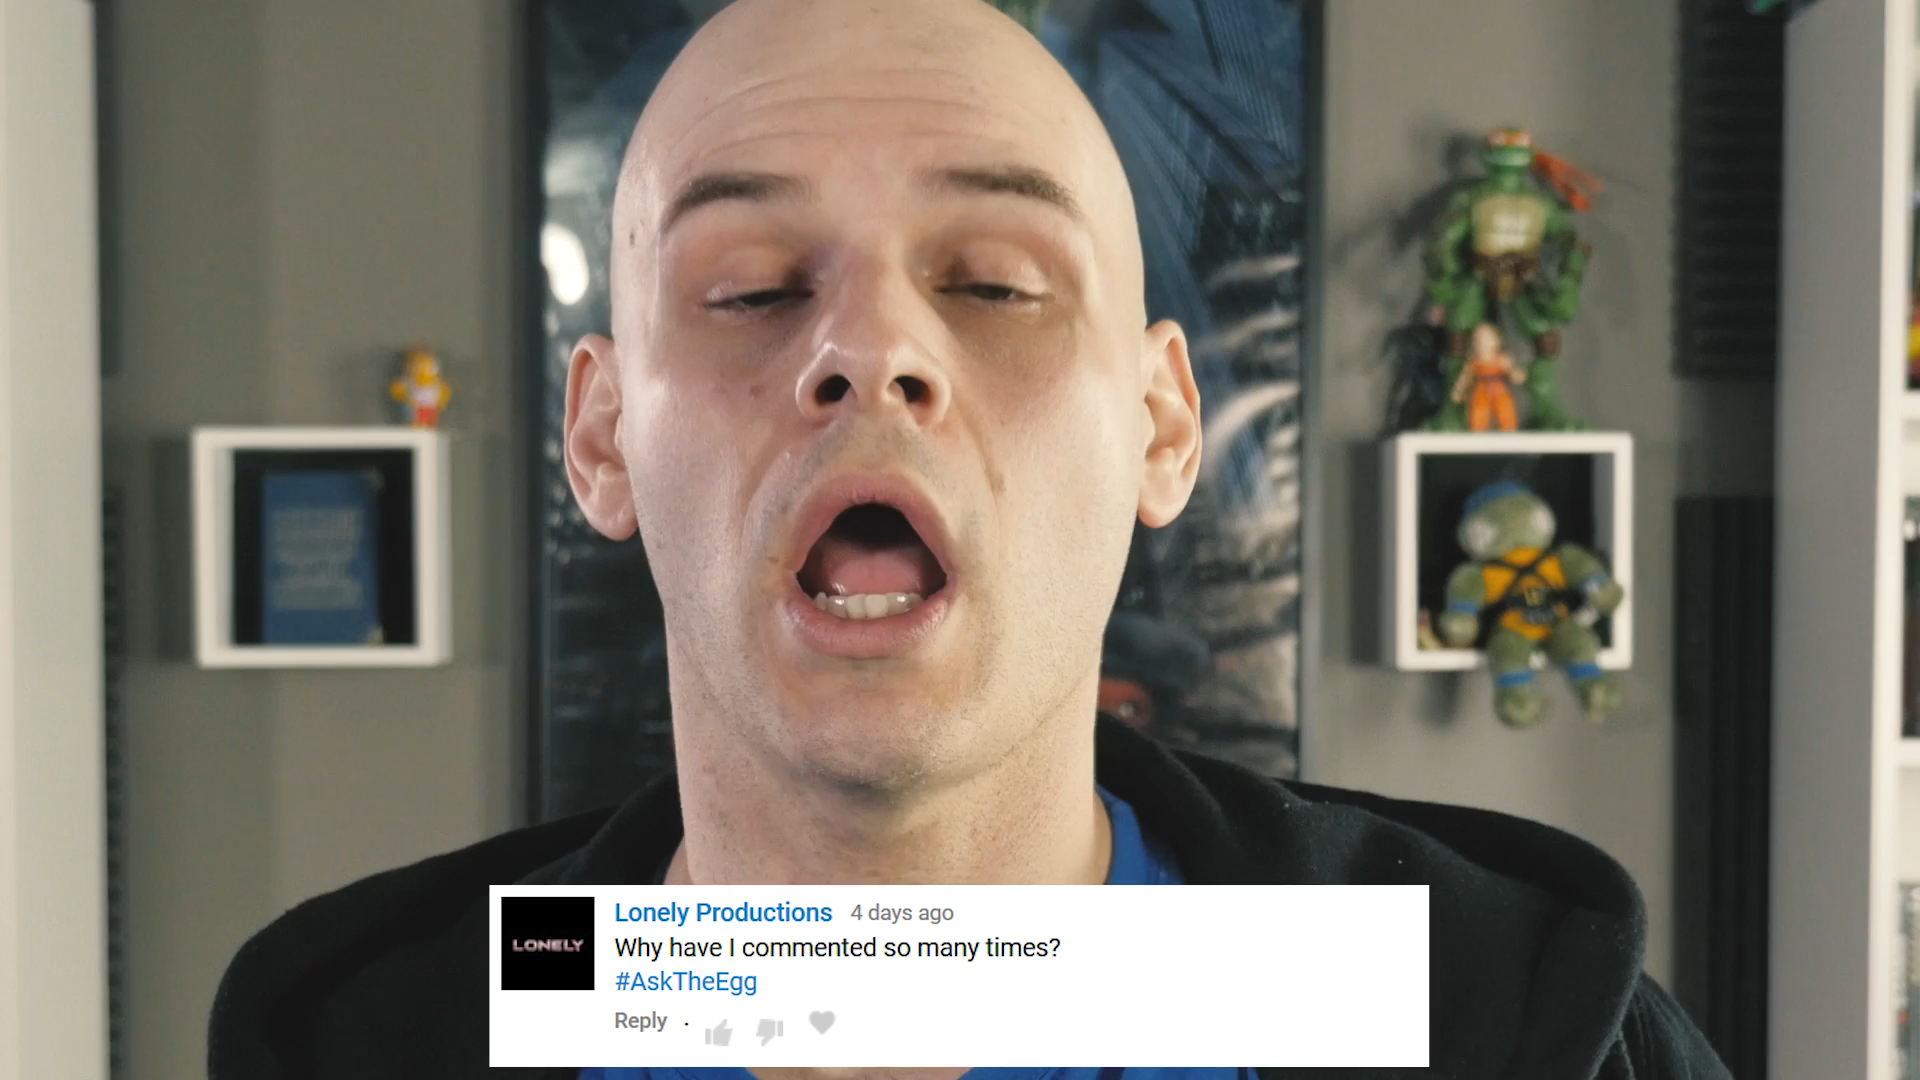 LONELY
Lonely Productions 4 days ago
Why have I commented so many times?
#AskTheEgg
Reply ·